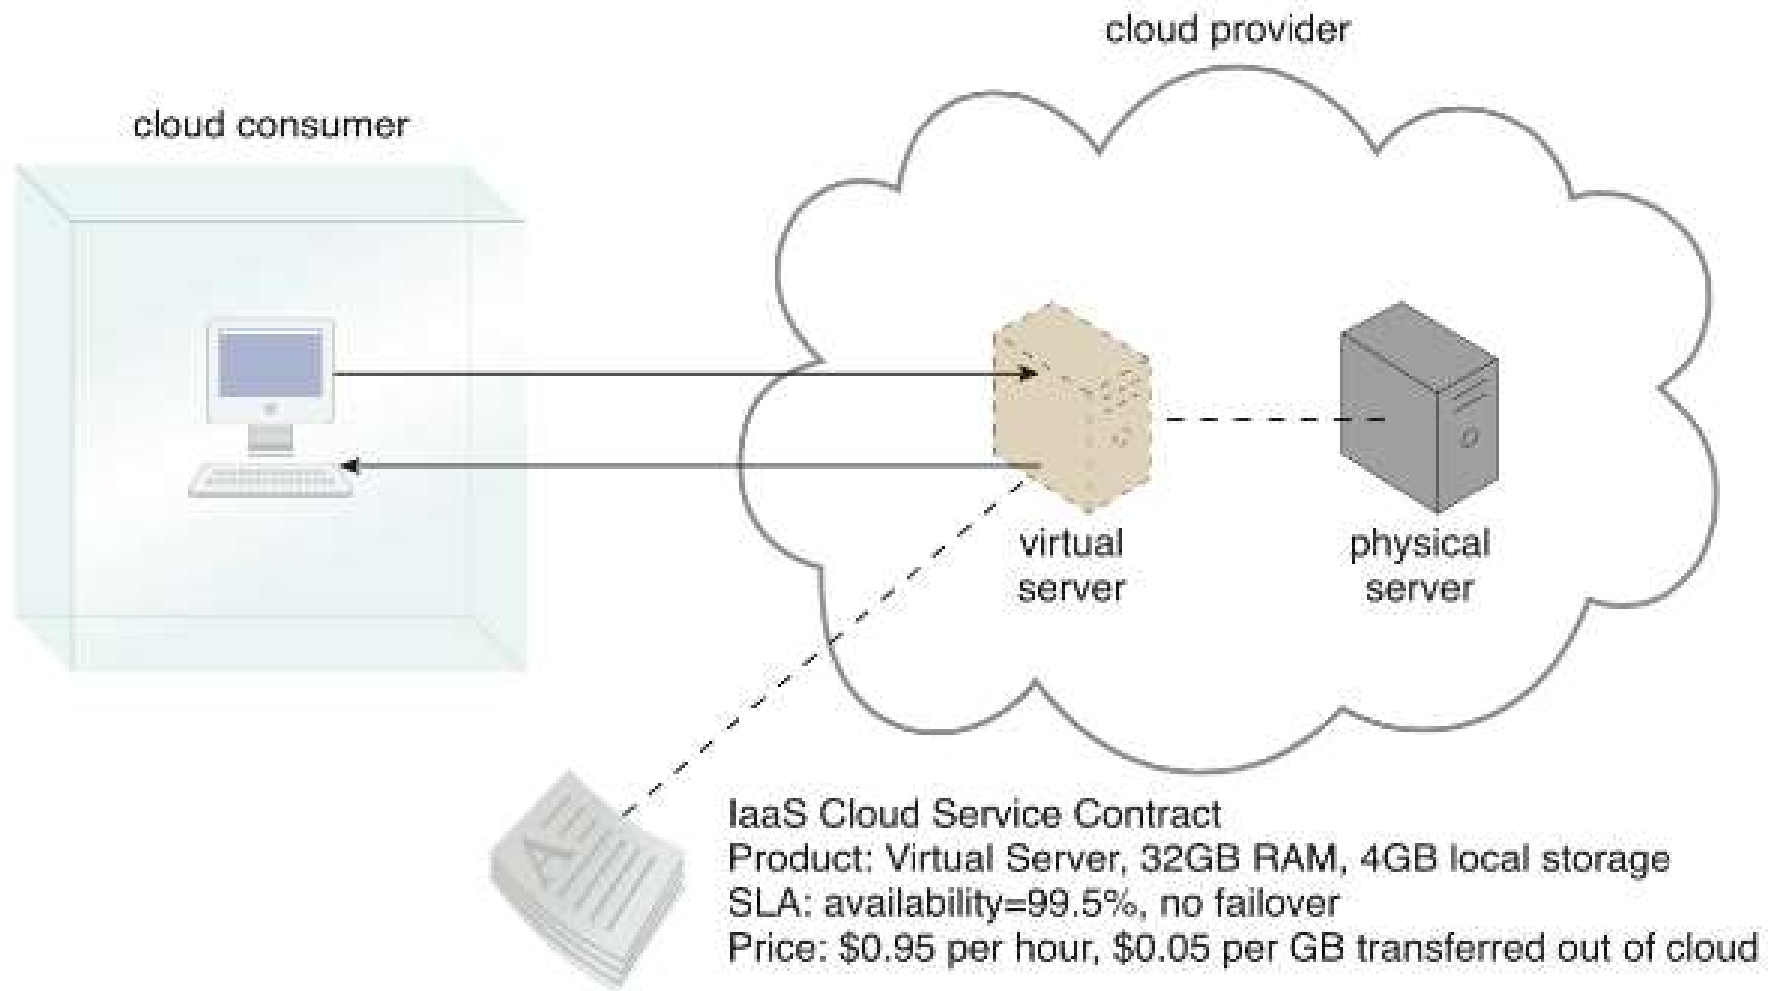 cloud provider
cloud consumer
virtual
server
physical
server
IaaS Cloud Service Contract
Product: Virtual Server, 32GB RAM, 4GB local storage
SLA: availability=99.5%, no failover
Price: $0.95 per hour, $0.05 per GB transferred out of cloud